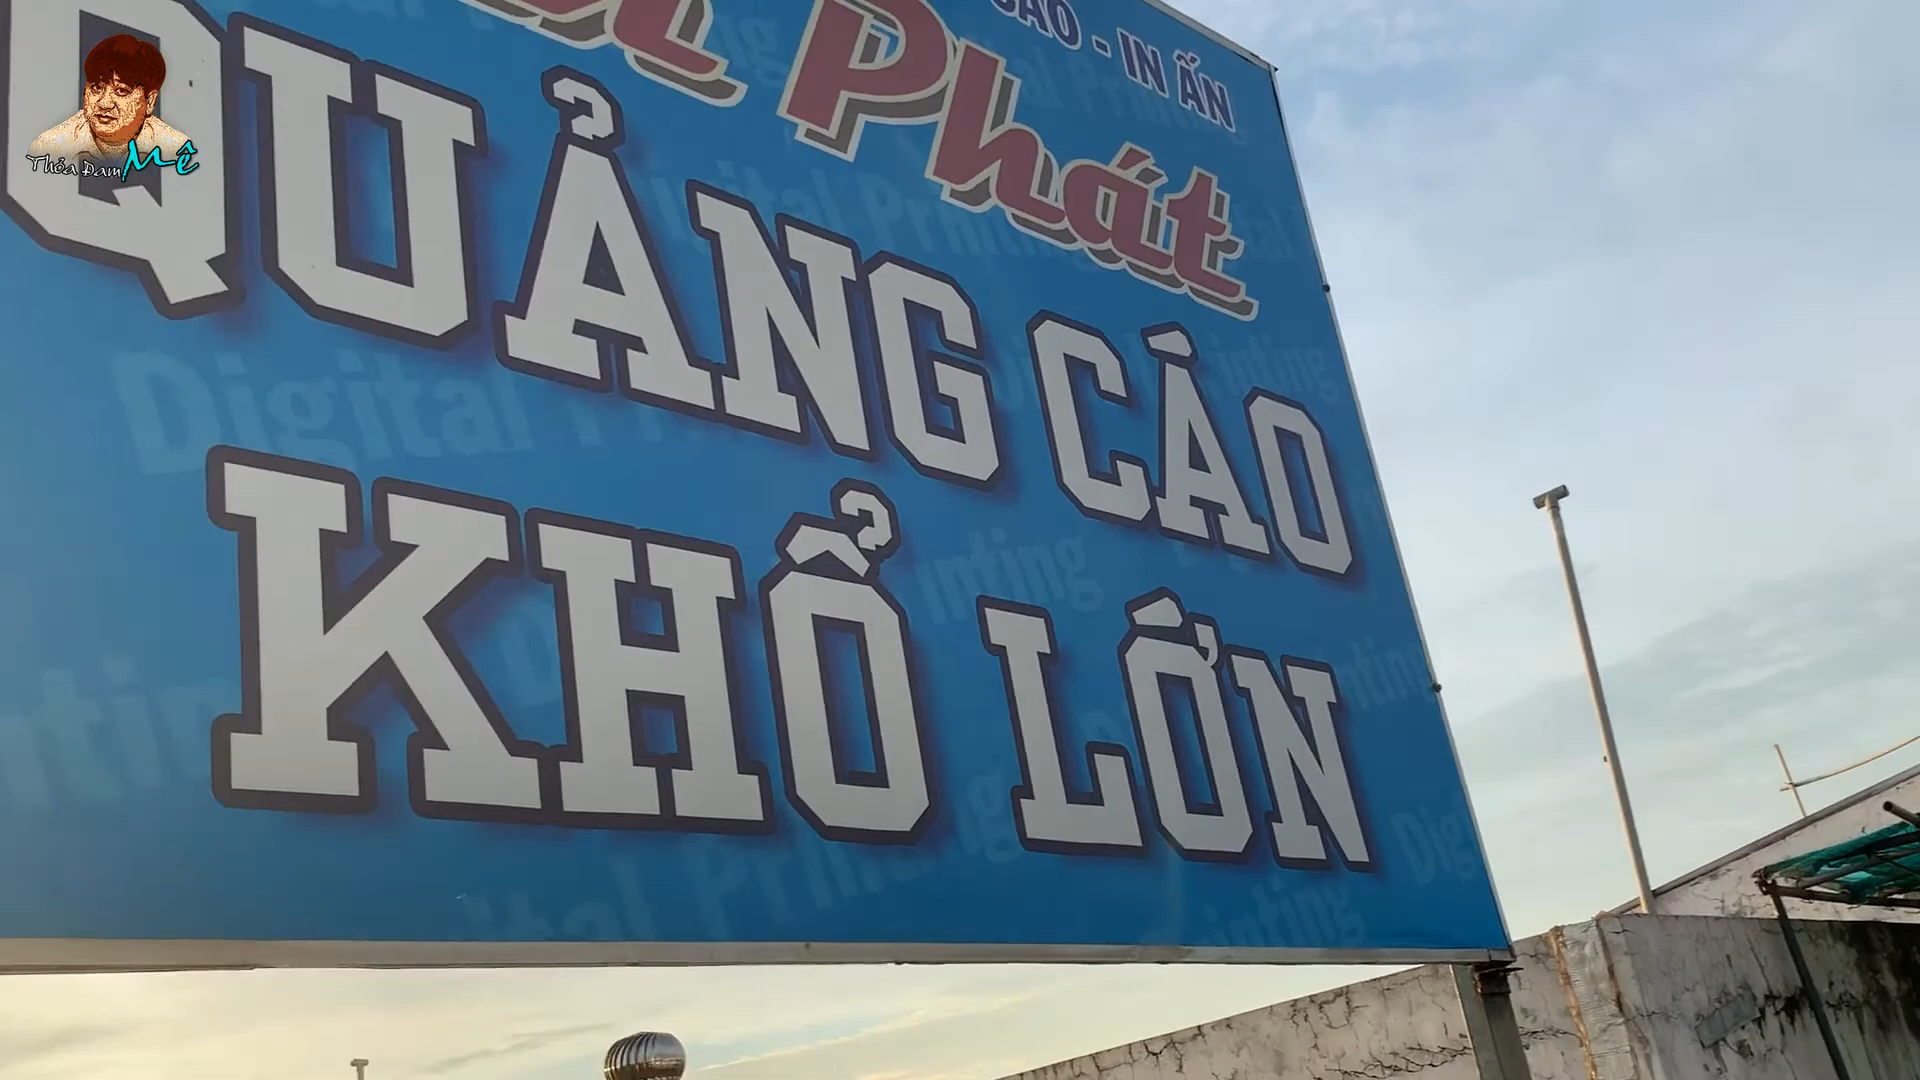 CÁO - IN ẤN
Phát
QUẢNG CÁO
KHỔ LỚN
Digital Printing
Thỏa Đam Mê